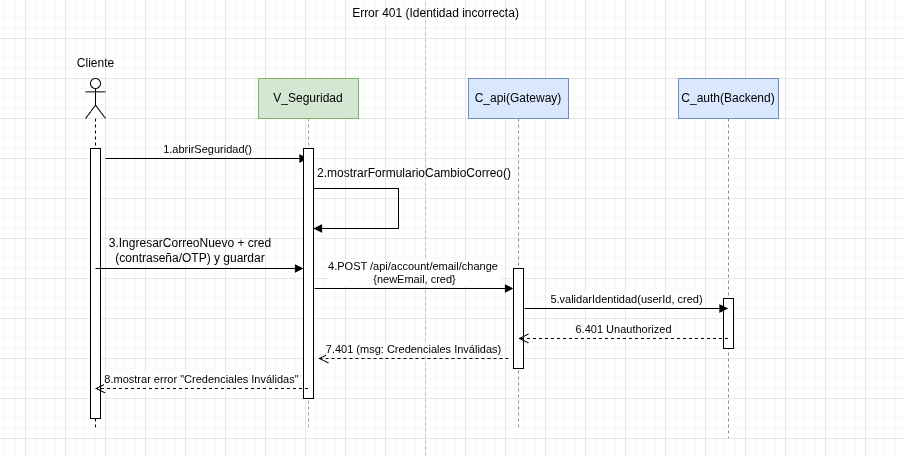 Error 401 (Identidad incorrecta)
Cliente
V_Seguridad
C_api(Gateway)
C_auth(Backend)
1.abrirSeguridad()
2.mostrarFormularioCambioCorreo()
3.IngresarCorreoNuevo + cred
(contraseña/OTP) y guardar
4.POST /api/account/email/change
{newEmail, cred}
5.validarIdentidad(userId, cred)
6.401 Unauthorized
7.401 (msg: Credenciales Inválidas)
8.mostrar error "Credenciales Inválidas"